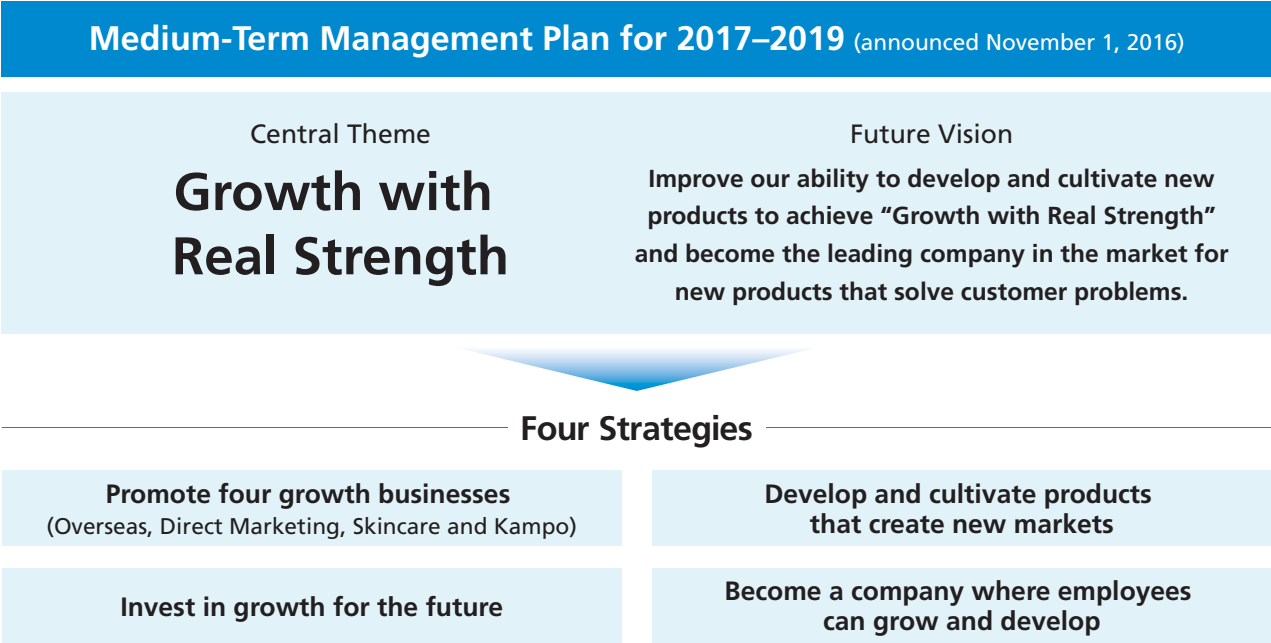 Medium-Term Management Plan for 2017–2019 (announced November 1, 2016)
Central Theme
Growth with
Real Strength
Future Vision
Improve our ability to develop and cultivate new
products to achieve “Growth with Real Strength”
and become the leading company in the market for
new products that solve customer problems.
Four Strategies
Promote four growth businesses
(Overseas, Direct Marketing, Skincare and Kampo)
Develop and cultivate products
that create new markets
Invest in growth for the future
Become a company where employees
can grow and develop